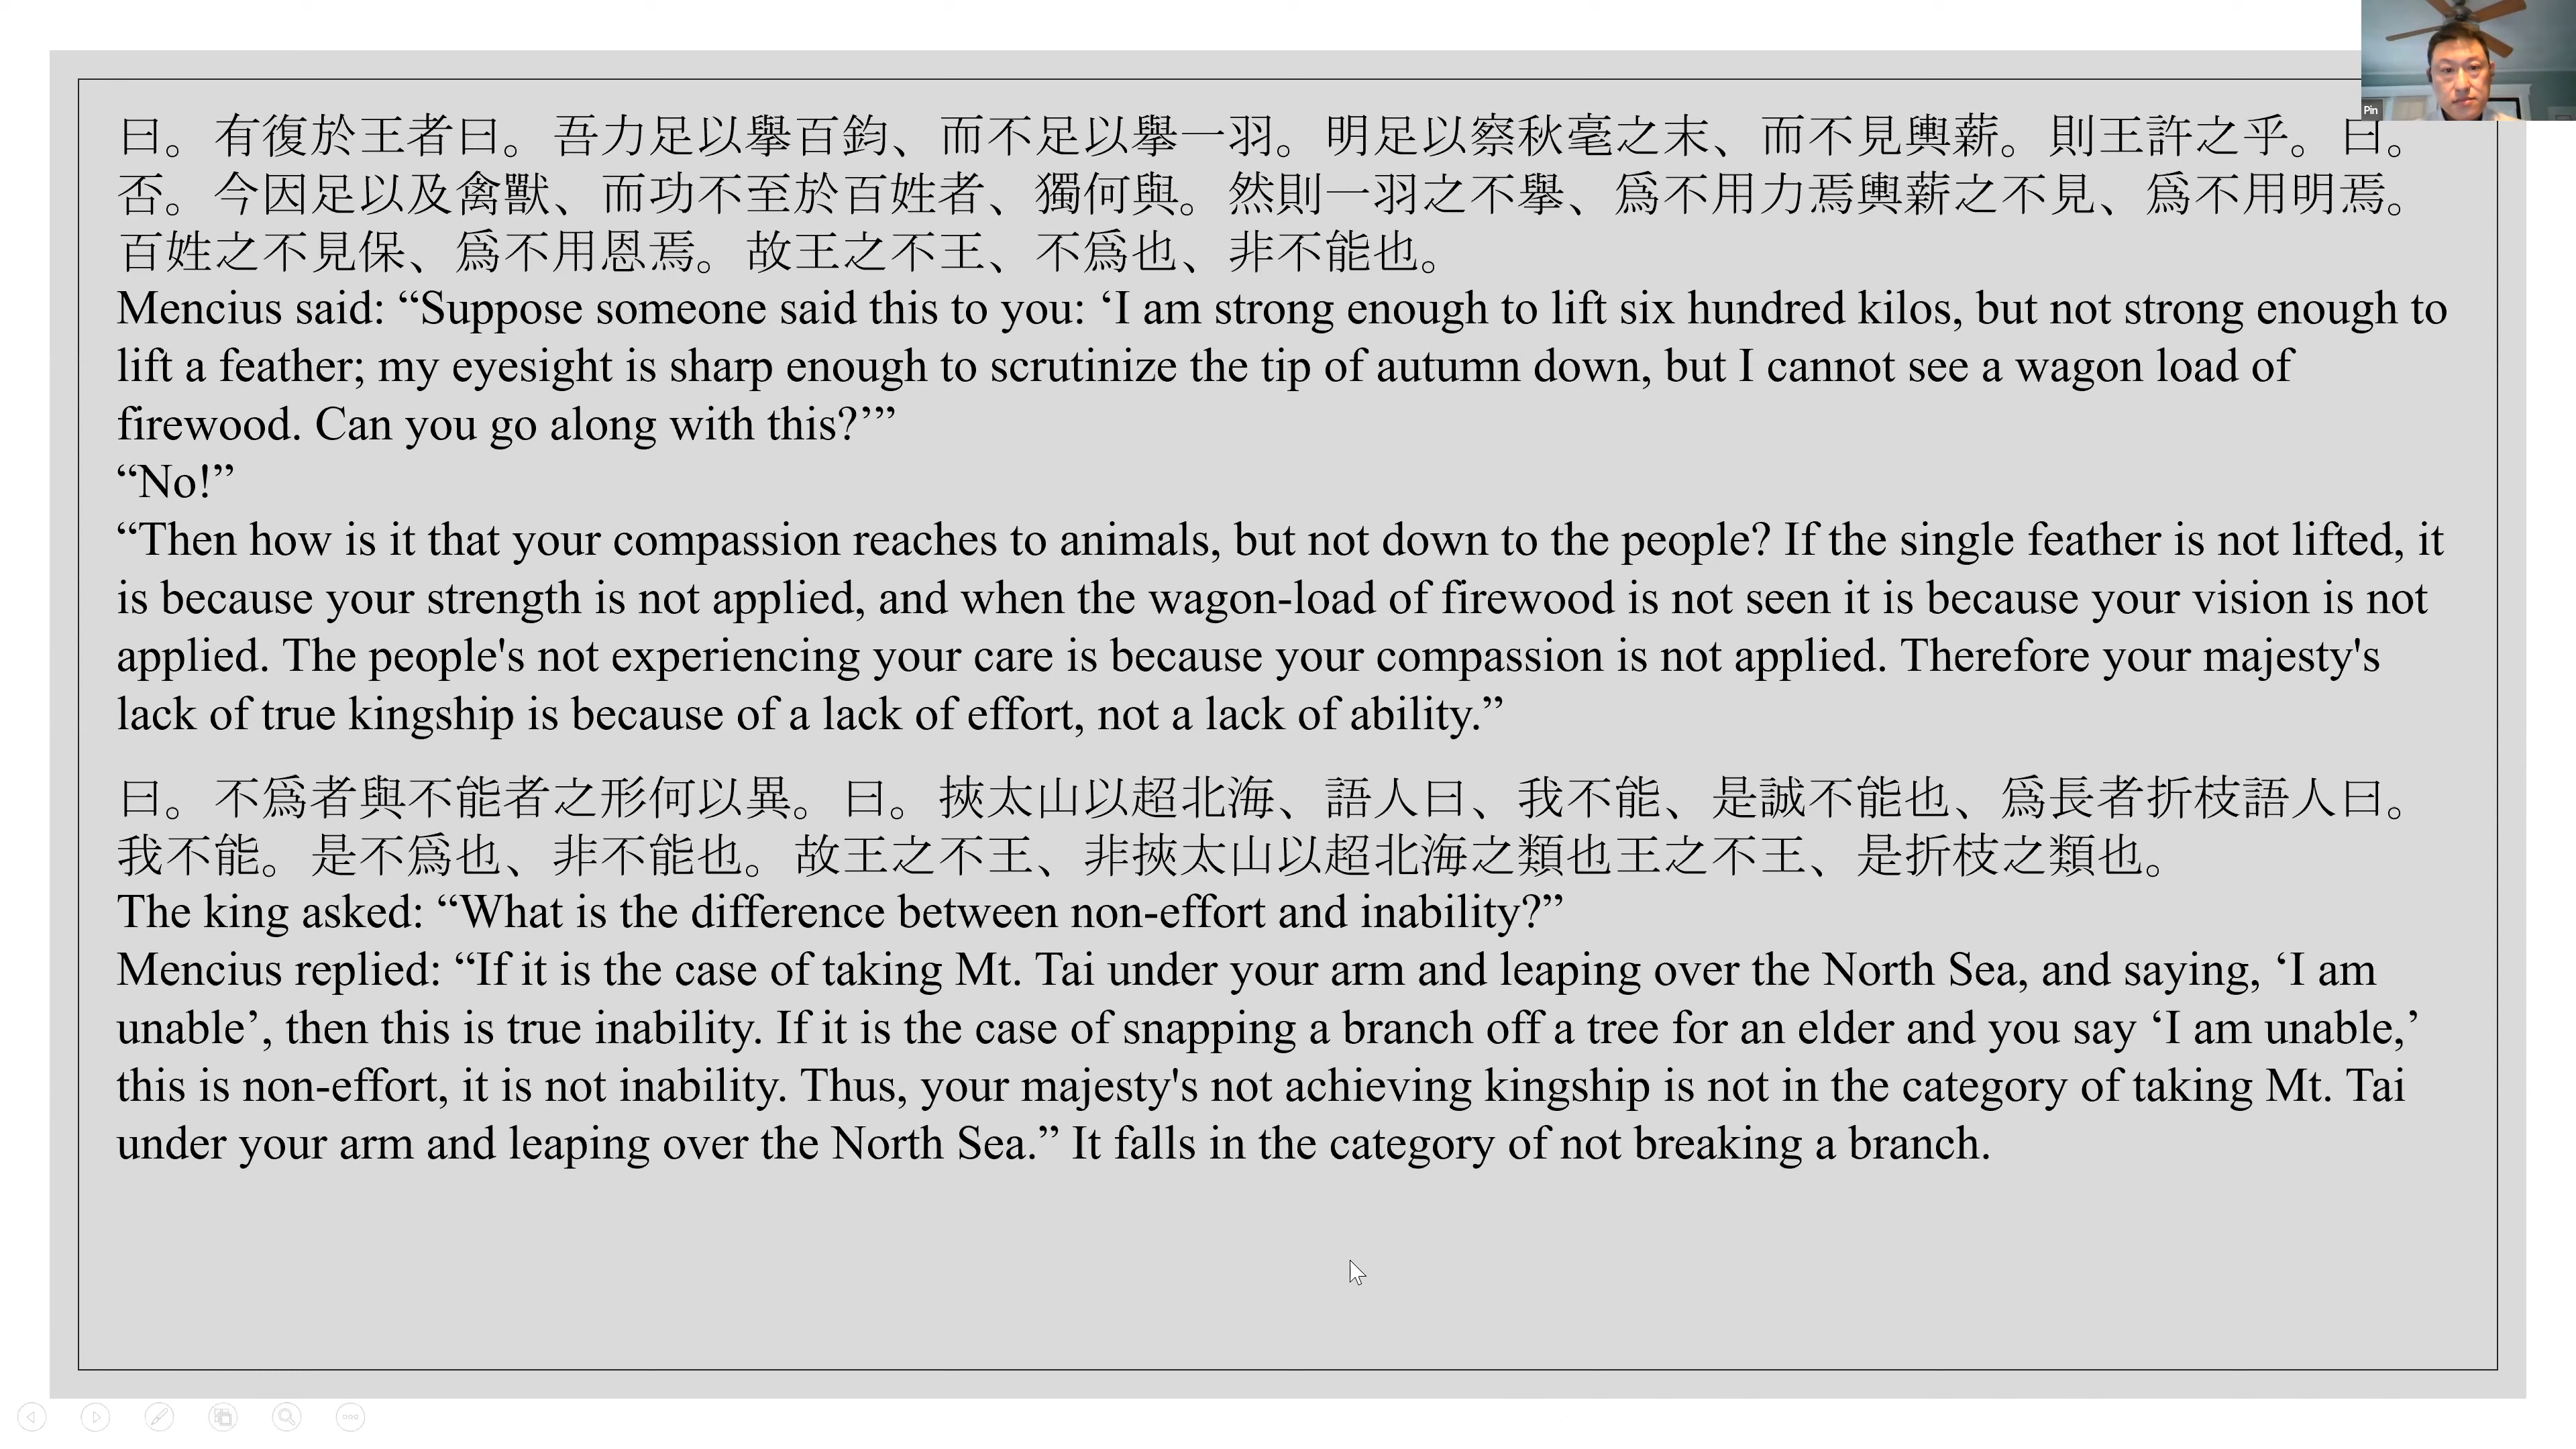 Pin
曰。有復於王者曰。吾力足以擧百鈞、而不足以擧一羽。明足以察秋毫之末、而不見輿薪。則王許之乎。曰。
否。今因足以及禽獸、而功不至於百姓者、獨何與。然則一羽之不擧、爲不用力焉輿薪之不見、爲不用明焉。
百姓之不見保、爲不用恩焉。故王之不王、不爲也、非不能也。
Mencius said: “Suppose someone said this to you: ‘I am strong enough to lift six hundred kilos, but not strong enough to
lift a feather; my eyesight is sharp enough to scrutinize the tip of autumn down, but I cannot see a wagon load of
firewood. Can you go along with this?’”
“No!”
“Then how is it that your compassion reaches to animals, but not down to the people? If the single feather is not lifted, it
is because your strength is not applied, and when the wagon-load of firewood is not seen it is because your vision is not
applied. The people's not experiencing your care is because your compassion is not applied. Therefore your majesty's
lack of true kingship is because of a lack of effort, not a lack of ability.”
曰。不爲者與不能者之形何以異。曰。挾太山以超北海、語人曰、我不能、是誠不能也、爲長者折枝語人曰。
我不能。是不爲也、非不能也。故王之不王、非挾太山以超北海之類也王之不王、是折枝之類也。
The king asked: “What is the difference between non-effort and inability?”
Mencius replied: “If it is the case of taking Mt. Tai under your arm and leaping over the North Sea, and saying, ‘I am
unable’, then this is true inability. If it is the case of snapping a branch off a tree for an elder and you say ‘I am unable,’
this is non-effort, it is not inability. Thus, your majesty's not achieving kingship is not in the category of taking Mt. Tai
under your arm and leaping over the North Sea.” It falls in the category of not breaking a branch.